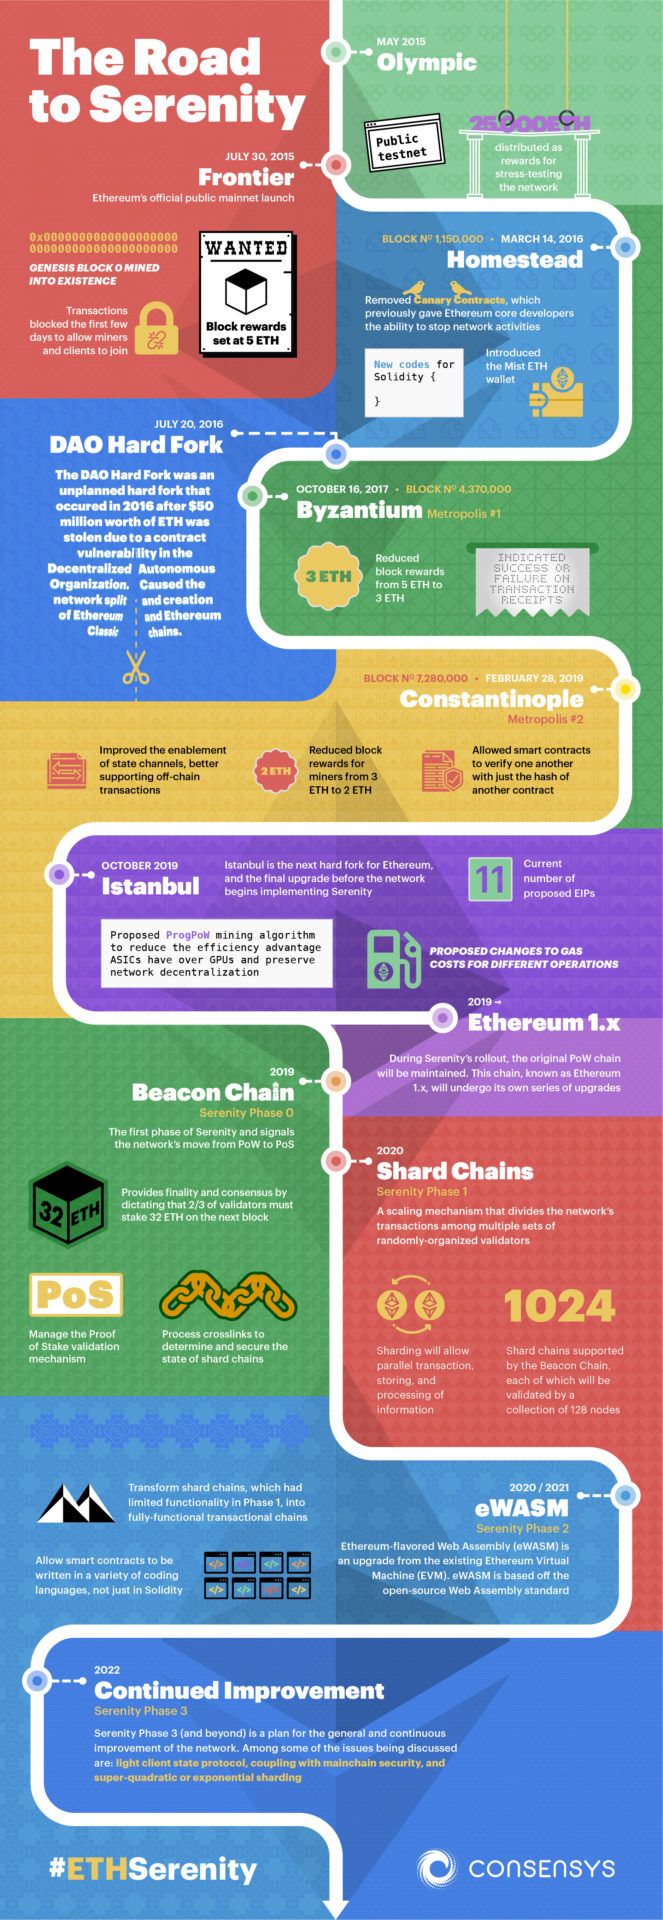 The Road
to Serenity
MAY 2015
Olympic
Public
testnet
25,000ETH
distributed as
rewards for
stress-testing
the network
JULY 30, 2015
Frontier
Ethereum's official public mainnet launch
0x0000000000000000000
00000000000000000000
GENESIS BLOCK 0 MINED
INTO EXISTENCE
Transactions
blocked the first few
days to allow miners
and clients to join
WANTED
Block rewards
set at 5 ETH
BLOCK Nº 1,150,000 • MARCH 14, 2016
Homestead
Removed Canary Contracts, which
previously gave Ethereum core developers
the ability to stop network activities
New codes for
Solidity {
}
Introduced
the Mist ETH
wallet
JULY 20, 2016
DAO Hard Fork
The DAO Hard Fork was an
unplanned hard fork that
occured in 2016 after $50
million worth of ETH was
stolen due to a contract
vulnerability in the
Decentralized Autonomous
Organization. Caused the
network split and creation
of Ethereum and Ethereum
Classic chains.
OCTOBER 16, 2017 • BLOCK Nº 4,370,000
Byzantium Metropolis #1
3 ETH
Reduced
block rewards
from 5 ETH to
3 ETH
INDICATED
SUCCESS OR
FAILURE ON
TRANSACTION
RECEIPTS
BLOCK Nº 7,280,000 • FEBRUARY 28, 2019
Constantinople
Metropolis #2
Improved the enablement
of state channels, better
supporting off-chain
transactions
2 ETH
Reduced block
rewards for
miners from 3
ETH to 2 ETH
Allowed smart contracts
to verify one another
with just the hash of
another contract
OCTOBER 2019
Istanbul
Istanbul is the next hard fork for Ethereum,
and the final upgrade before the network
begins implementing Serenity
11
Current
number of
proposed EIPs
Proposed ProgPoW mining algorithm
to reduce the efficiency advantage
ASICs have over GPUs and preserve
network decentralization
PROPOSED CHANGES TO GAS
COSTS FOR DIFFERENT OPERATIONS
2019 →
Ethereum 1.x
During Serenity's rollout, the original PoW chain
will be maintained. This chain, known as Ethereum
1.x, will undergo its own series of upgrades
2019
Beacon Chain
Serenity Phase 0
The first phase of Serenity and signals
the network's move from PoW to PoS
32 ETH
Provides finality and consensus by
dictating that 2/3 of validators must
stake 32 ETH on the next block
PoS
Manage the Proof
of Stake validation
mechanism
Process crosslinks to
determine and secure the
state of shard chains
2020
Shard Chains
Serenity Phase 1
A scaling mechanism that divides the network's
transactions among multiple sets of
randomly-organized validators
Sharding will allow
parallel transaction,
storing, and
processing of
information
1024
Shard chains supported
by the Beacon Chain,
each of which will be
validated by a
collection of 128 nodes
Transform shard chains, which had
limited functionality in Phase 1, into
fully-functional transactional chains
Allow smart contracts to be
written in a variety of coding
languages, not just in Solidity
</> </> </> </>
</> </> </> </>
2020 / 2021
eWASM
Serenity Phase 2
Ethereum-flavored Web Assembly (eWASM) is
an upgrade from the existing Ethereum Virtual
Machine (EVM). eWASM is based off the
open-source Web Assembly standard
2022
Continued Improvement
Serenity Phase 3
Serenity Phase 3 (and beyond) is a plan for the general and continuous
improvement of the network. Among some of the issues being discussed
are: light client state protocol, coupling with mainchain security, and
super-quadratic or exponential sharding
#ETHSerenity
CONSENSYS